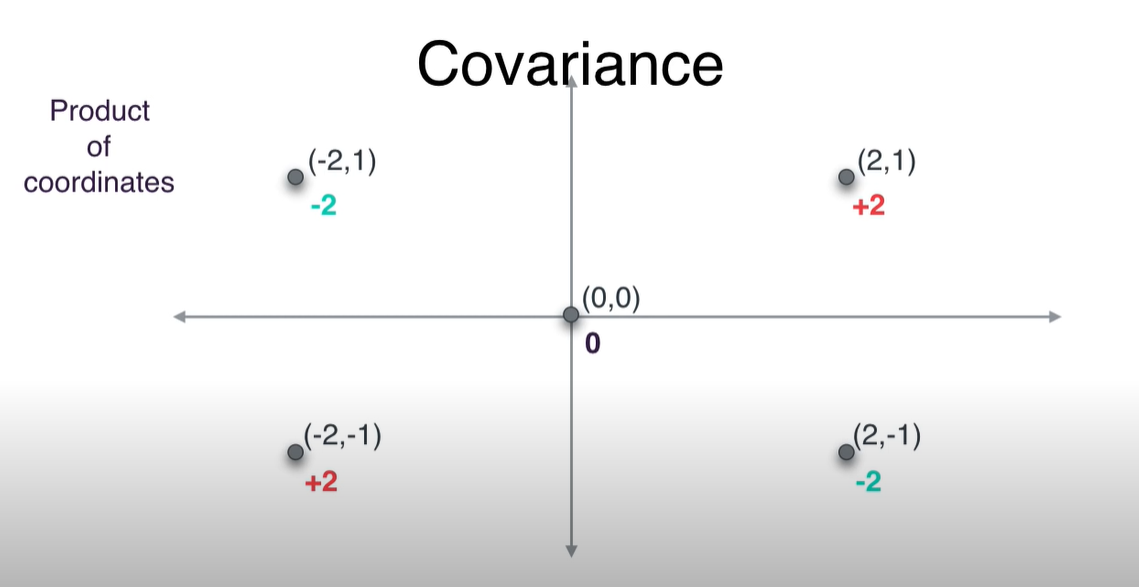 Covariance
Product
of
coordinates
(-2,1)
-2
(2,1)
+2
(0,0)
0
(-2,-1)
+2
(2,-1)
-2